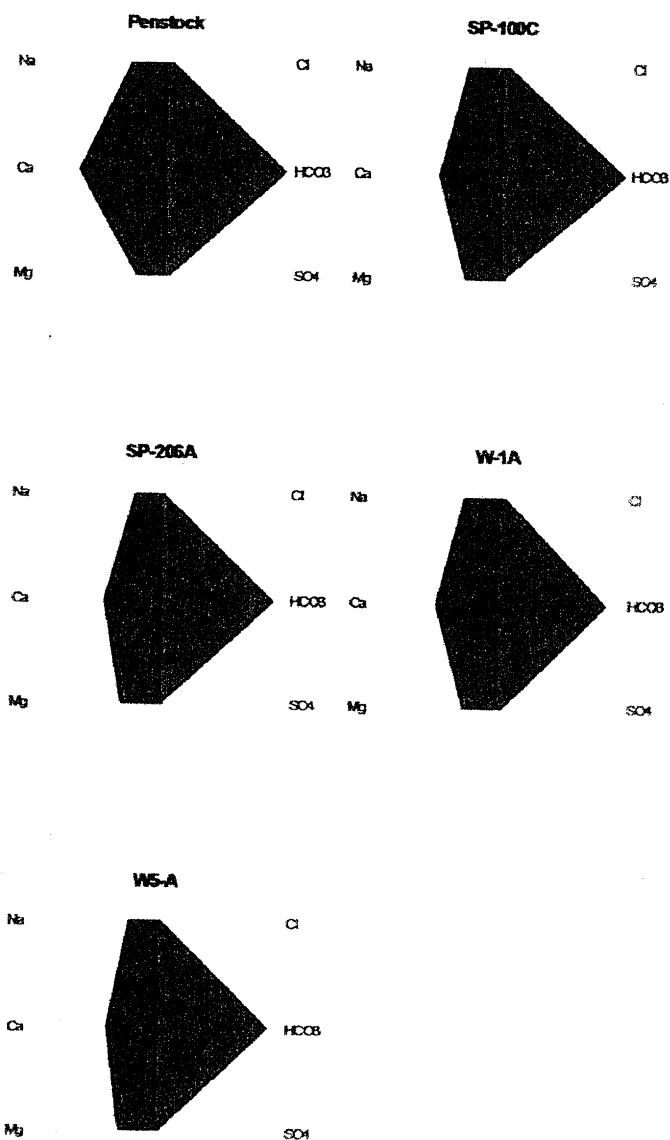 Penstock
SP-100C
Na
Cl
Na
Cl
Ca
HCO3
Ca
HCO3
Mg
SO4
Mg
SO4
SP-206A
W-1A
Na
Cl
Na
Cl
Ca
HCO3
Ca
HCO3
Mg
SO4
Mg
SO4
W5-A
Na
Cl
Ca
HCO3
Mg
SO4